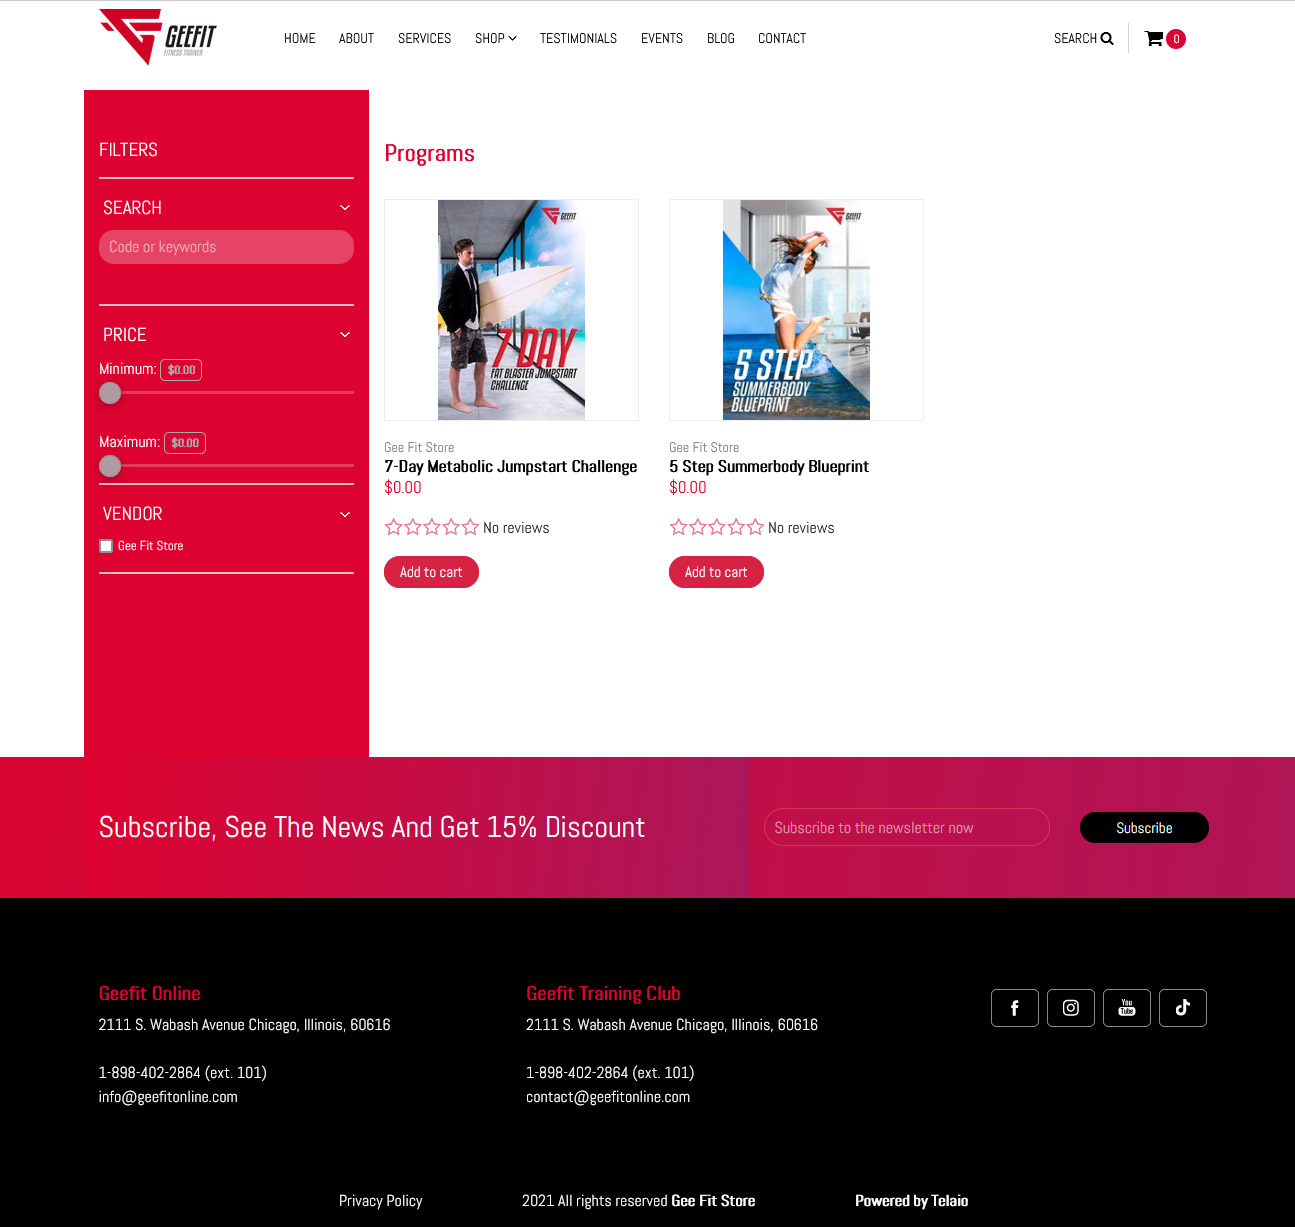 GEEFIT
FITNESS TRAINER
HOME ABOUT SERVICES SHOP TESTIMONIALS EVENTS BLOG CONTACT
SEARCH 0
FILTERS
SEARCH
Code or keywords
PRICE
Minimum: $0.00
Maximum: $0.00
VENDOR
Gee Fit Store
Programs
GEEFIT
7 DAY
FAT BLASTER JUMPSTART
CHALLENGE
Gee Fit Store
7-Day Metabolic Jumpstart Challenge
$0.00
No reviews
Add to cart
GEEFIT
5 STEP
SUMMERBODY
BLUEPRINT
Gee Fit Store
5 Step Summerbody Blueprint
$0.00
No reviews
Add to cart
Subscribe, See The News And Get 15% Discount
Subscribe to the newsletter now
Subscribe
Geefit Online
2111 S. Wabash Avenue Chicago, Illinois, 60616
1-898-402-2864 (ext. 101)
info@geefitonline.com
Geefit Training Club
2111 S. Wabash Avenue Chicago, Illinois, 60616
1-898-402-2864 (ext. 101)
contact@geefitonline.com
You
Tube
Privacy Policy
2021 All rights reserved Gee Fit Store
Powered by Telaio